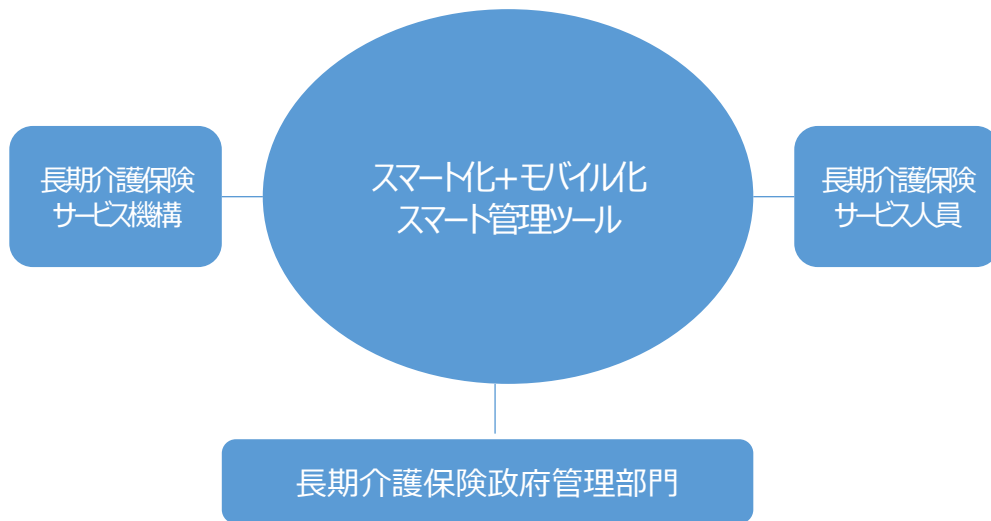 長期介護保険
サービス機構
スマート化+モバイル化
スマート管理ツール
長期介護保険
サービス人員
長期介護保険政府管理部門